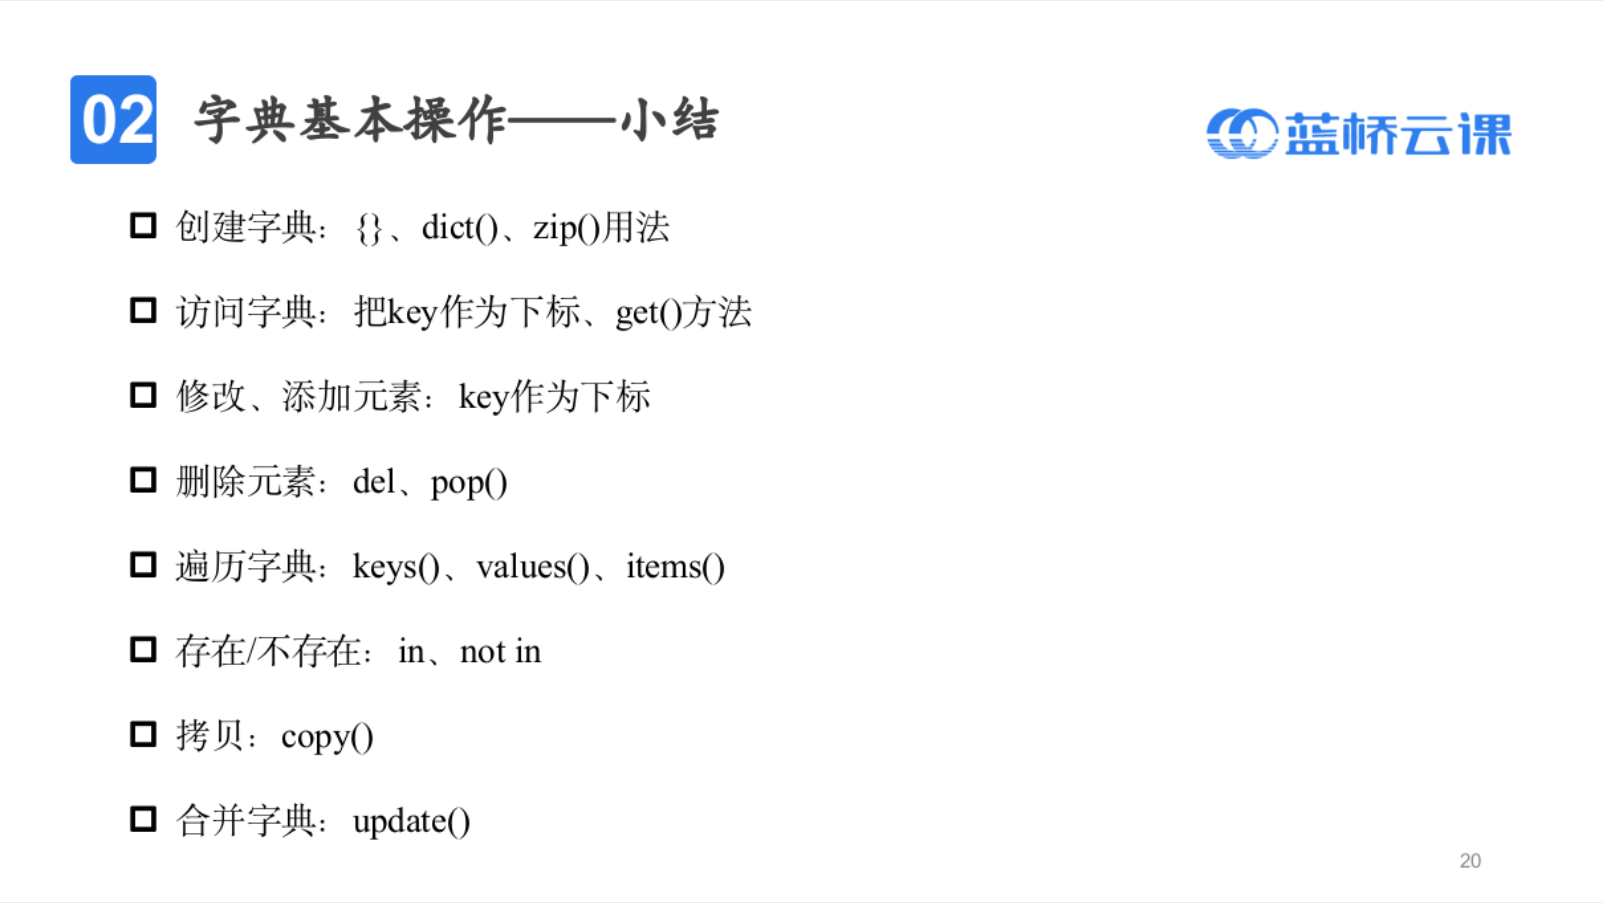 02 字典基本操作——小结
蓝桥云课
创建字典：{}、dict()、zip()用法
访问字典：把key作为下标、get()方法
修改、添加元素：key作为下标
删除元素：del、pop()
遍历字典：keys()、values()、items()
存在/不存在：in、not in
拷贝：copy()
合并字典：update()
20